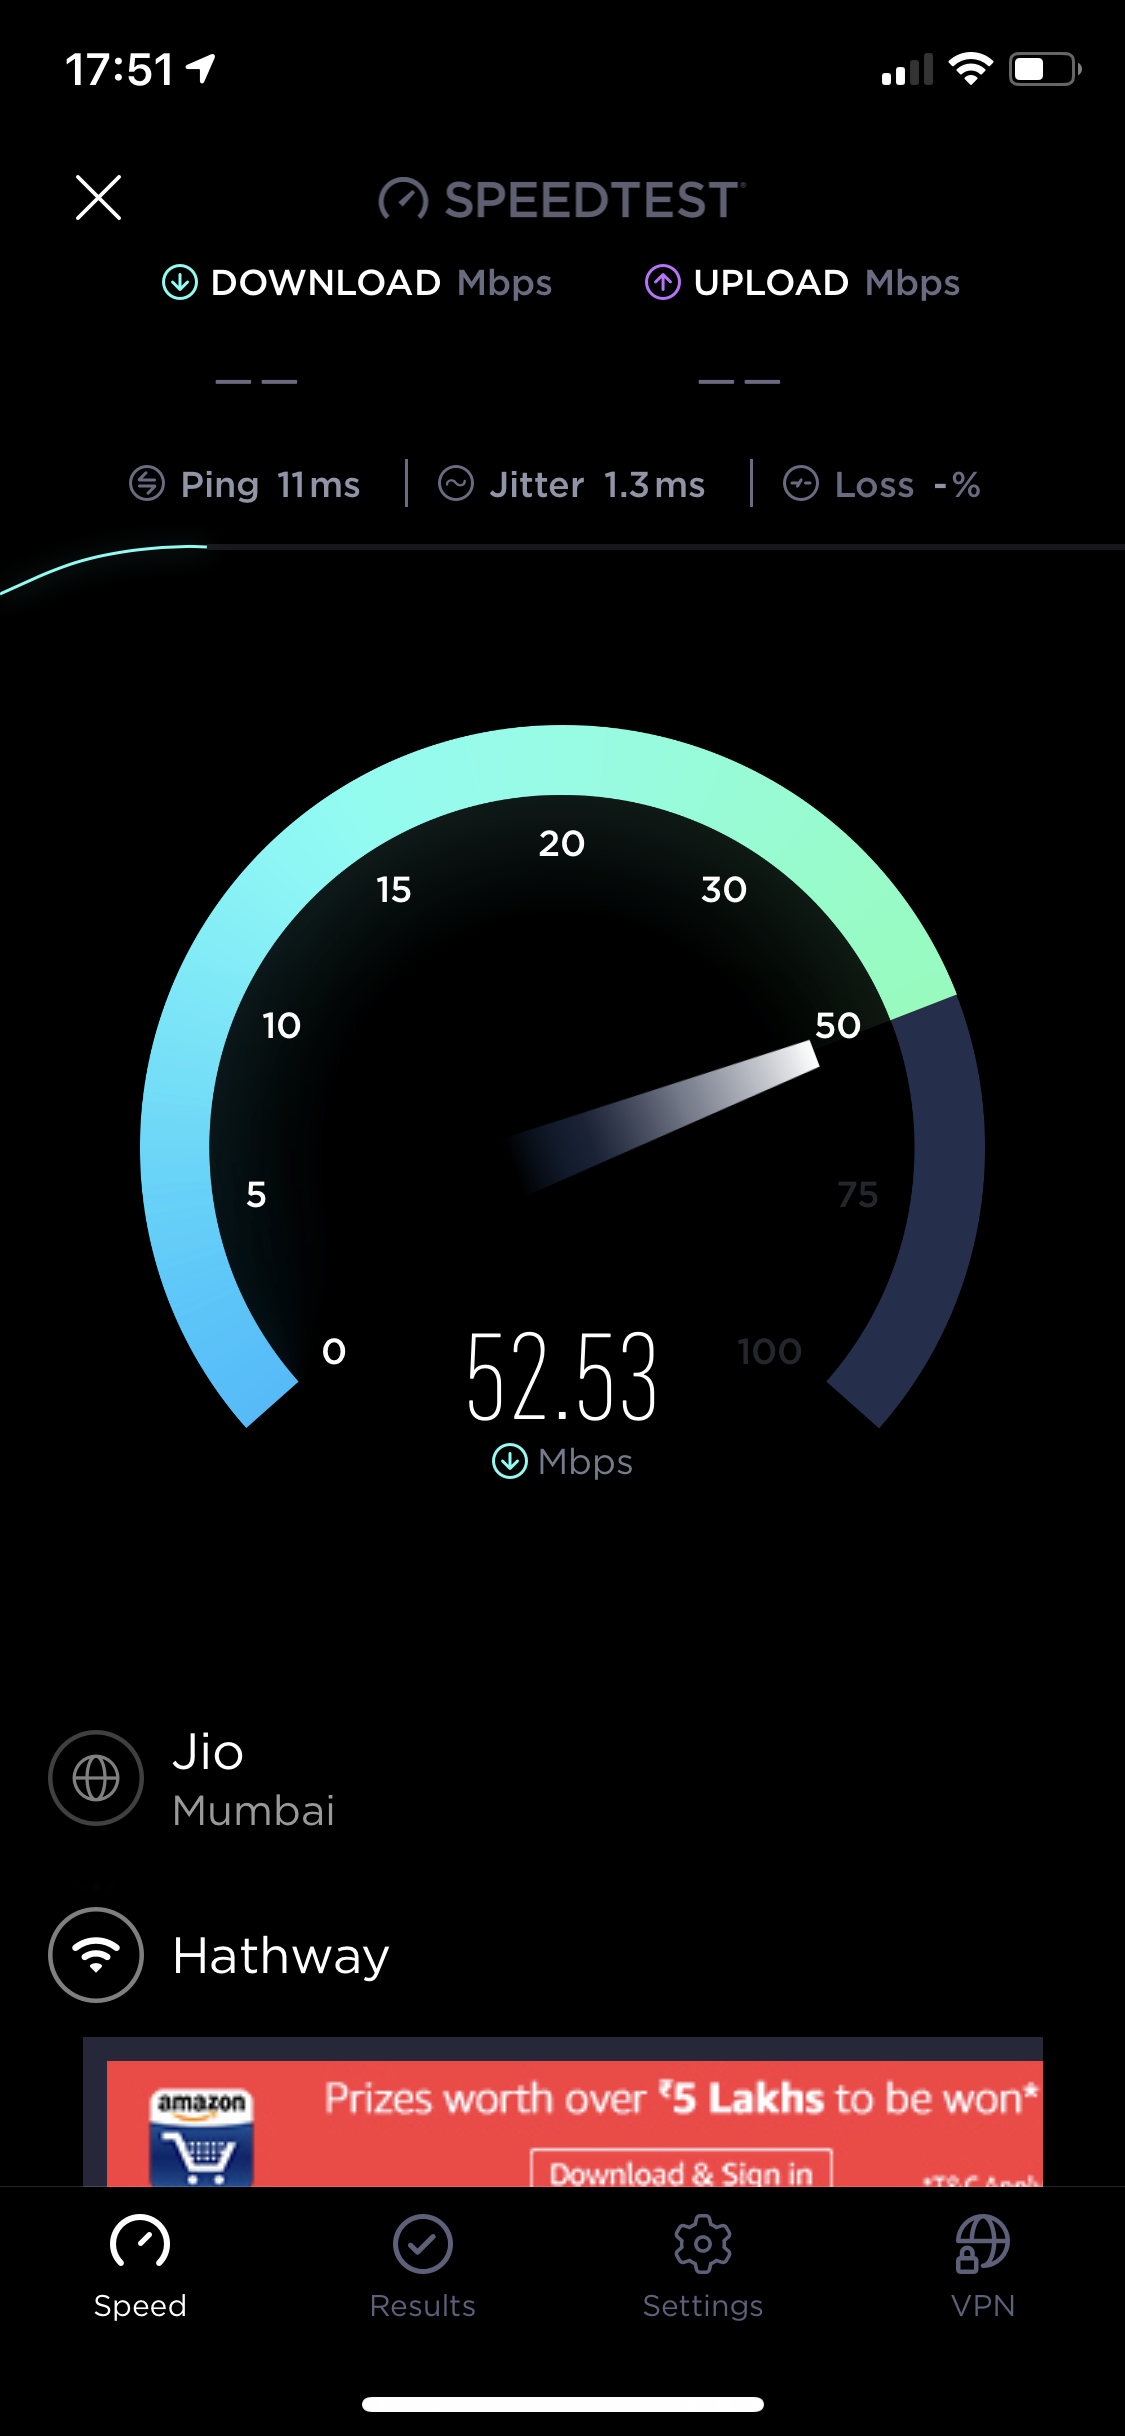 17:51
SPEEDTEST
DOWNLOAD Mbps UPLOAD Mbps
— — — —
Ping 11 ms Jitter 1.3 ms Loss -%
20
15 30
10 50
5 75
0 52.53 100
Mbps
Jio
Mumbai
Hathway
amazon Prizes worth over ₹5 Lakhs to be won*
Download & Sign in
Speed Results Settings VPN